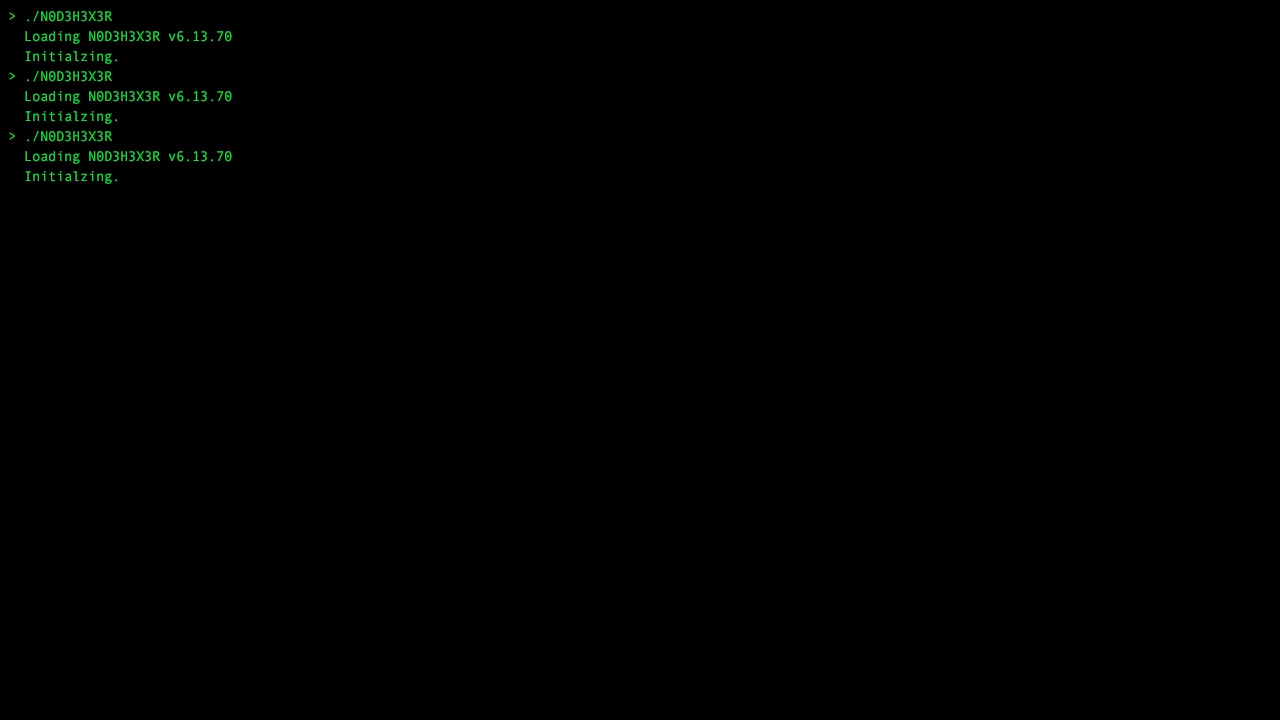 > ./N0D3H3X3R
Loading N0D3H3X3R v6.13.70
Initialzing.
> ./N0D3H3X3R
Loading N0D3H3X3R v6.13.70
Initialzing.
> ./N0D3H3X3R
Loading N0D3H3X3R v6.13.70
Initialzing.